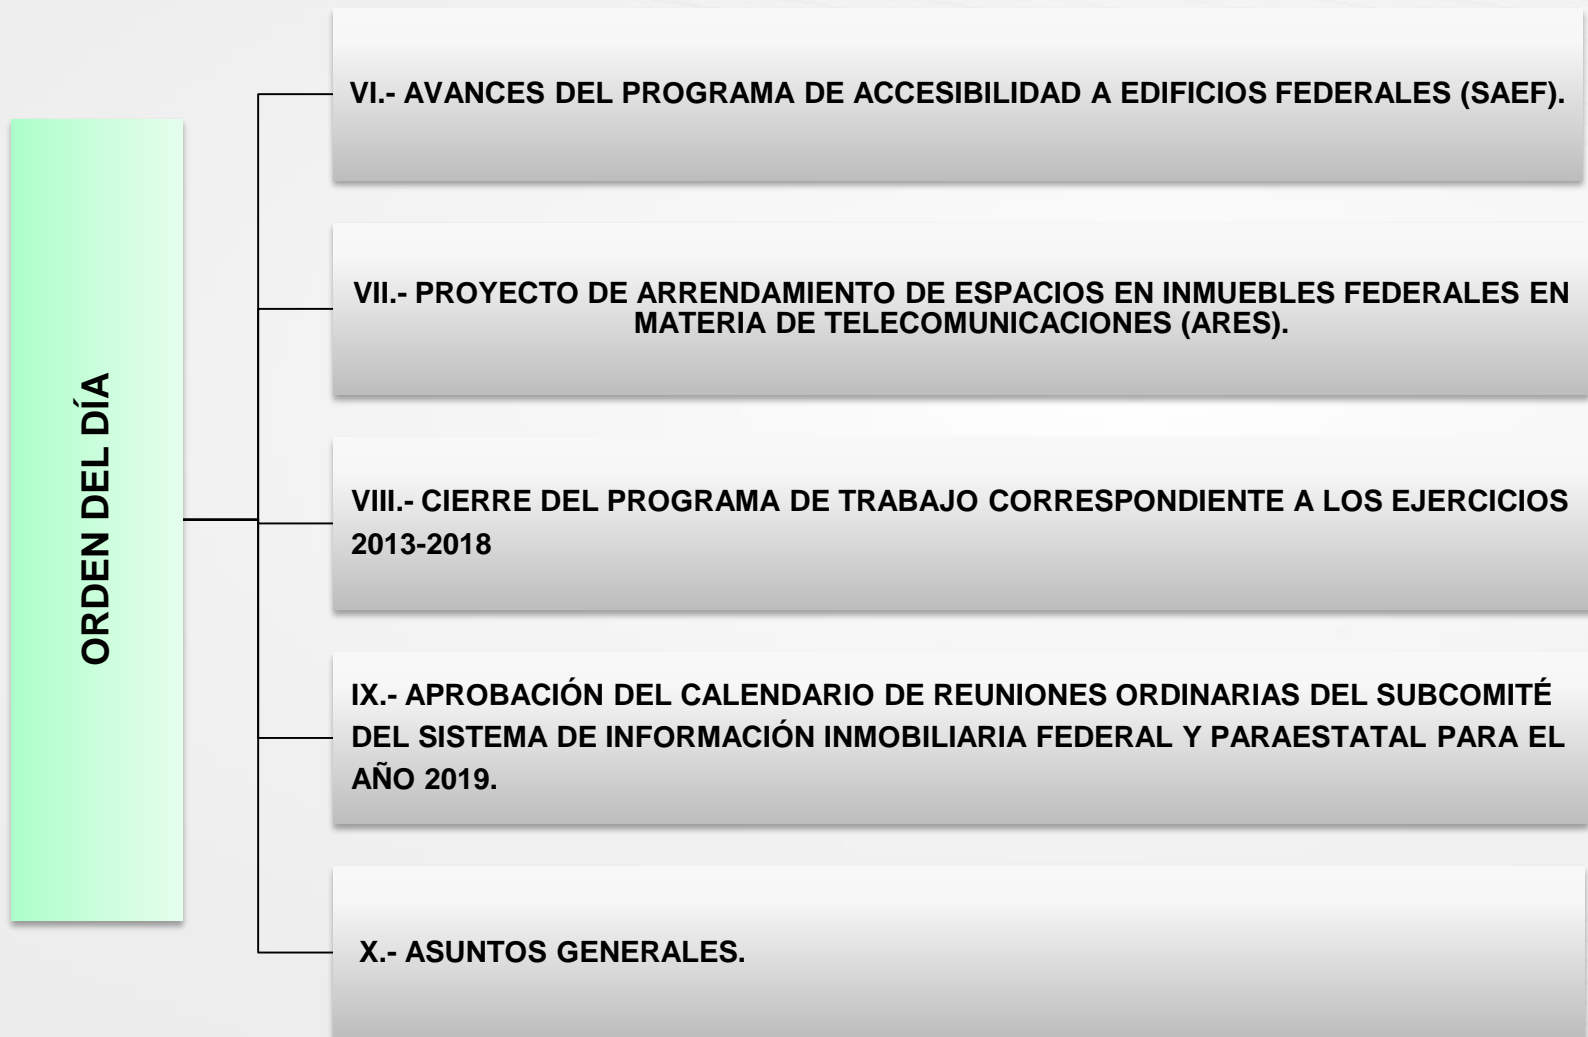 ORDEN DEL DÍA
VI.- AVANCES DEL PROGRAMA DE ACCESIBILIDAD A EDIFICIOS FEDERALES (SAEF).
VII.- PROYECTO DE ARRENDAMIENTO DE ESPACIOS EN INMUEBLES FEDERALES EN
MATERIA DE TELECOMUNICACIONES (ARES).
VIII.- CIERRE DEL PROGRAMA DE TRABAJO CORRESPONDIENTE A LOS EJERCICIOS
2013-2018
IX.- APROBACIÓN DEL CALENDARIO DE REUNIONES ORDINARIAS DEL SUBCOMITÉ
DEL SISTEMA DE INFORMACIÓN INMOBILIARIA FEDERAL Y PARAESTATAL PARA EL
AÑO 2019.
X.- ASUNTOS GENERALES.